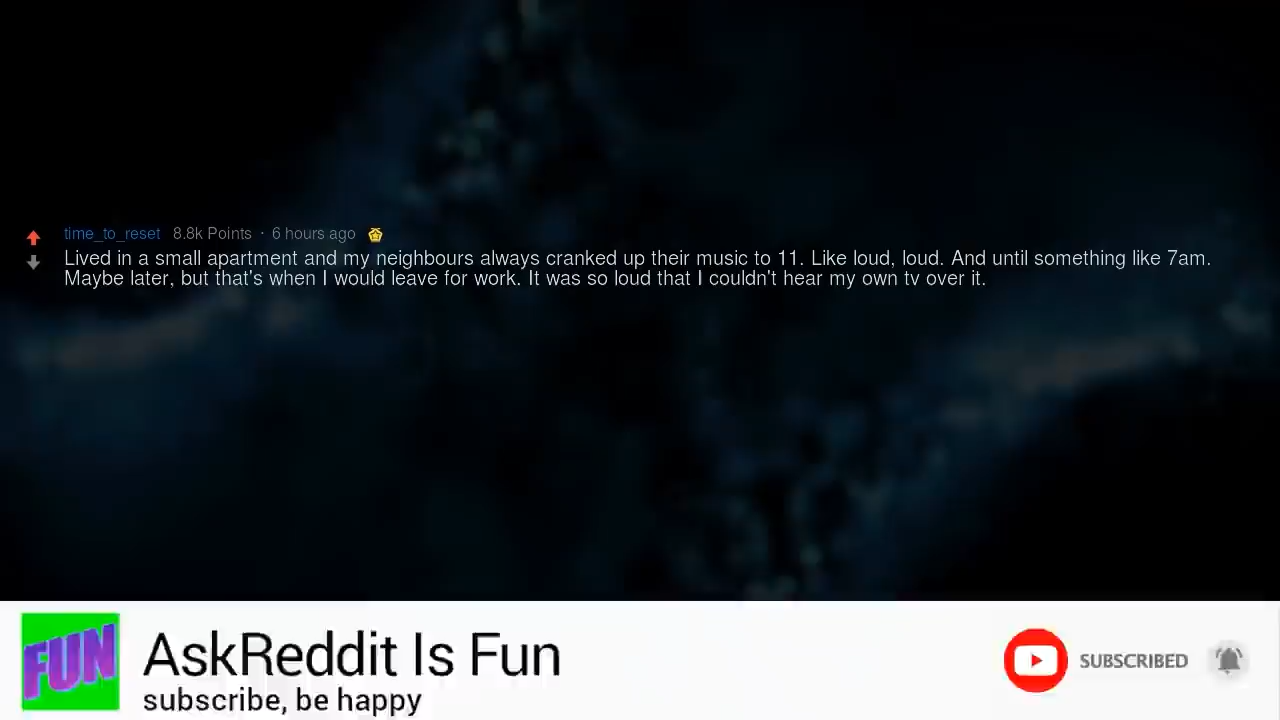 time_to_reset 8.8k Points · 6 hours ago
Lived in a small apartment and my neighbours always cranked up their music to 11. Like loud, loud. And until something like 7am.
Maybe later, but that's when I would leave for work. It was so loud that I couldn't hear my own tv over it.
FUN
AskReddit Is Fun
subscribe, be happy
SUBSCRIBED